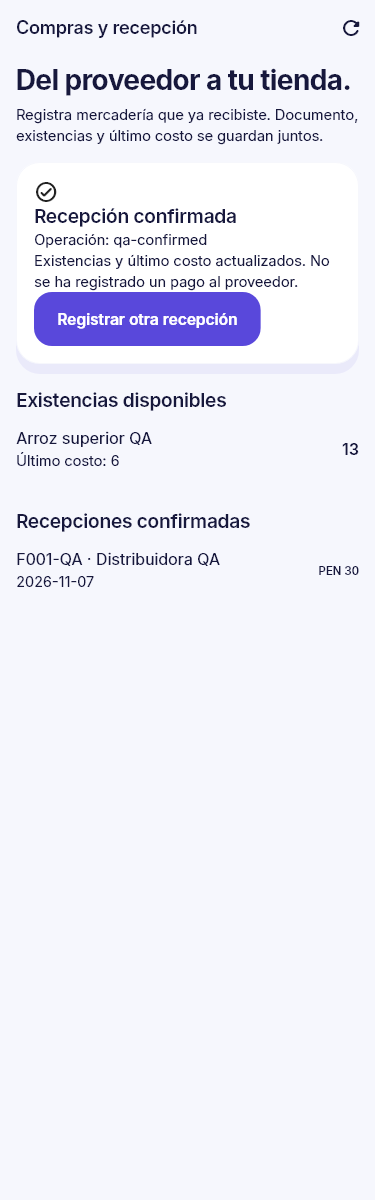 Compras y recepción
Del proveedor a tu tienda.
Registra mercadería que ya recibiste. Documento,
existencias y último costo se guardan juntos.
Recepción confirmada
Operación: qa-confirmed
Existencias y último costo actualizados. No
se ha registrado un pago al proveedor.
Registrar otra recepción
Existencias disponibles
Arroz superior QA
Último costo: 6
13
Recepciones confirmadas
F001-QA · Distribuidora QA
2026-11-07
PEN 30